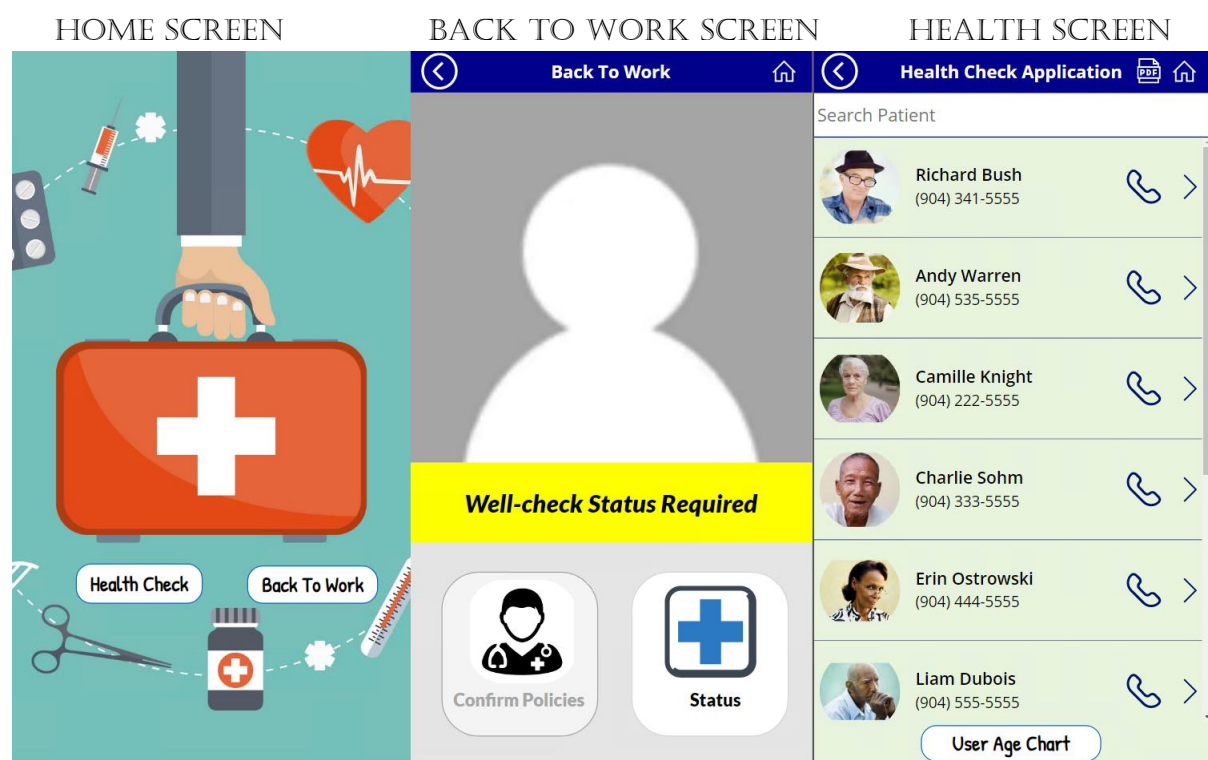 HOME SCREEN
BACK TO WORK SCREEN
HEALTH SCREEN
Health Check
Back To Work
Back To Work
Well-check Status Required
Confirm Policies
Status
Health Check Application
PDF
Search Patient
Richard Bush
(904) 341-5555
Andy Warren
(904) 535-5555
Camille Knight
(904) 222-5555
Charlie Sohm
(904) 333-5555
Erin Ostrowski
(904) 444-5555
Liam Dubois
(904) 555-5555
User Age Chart